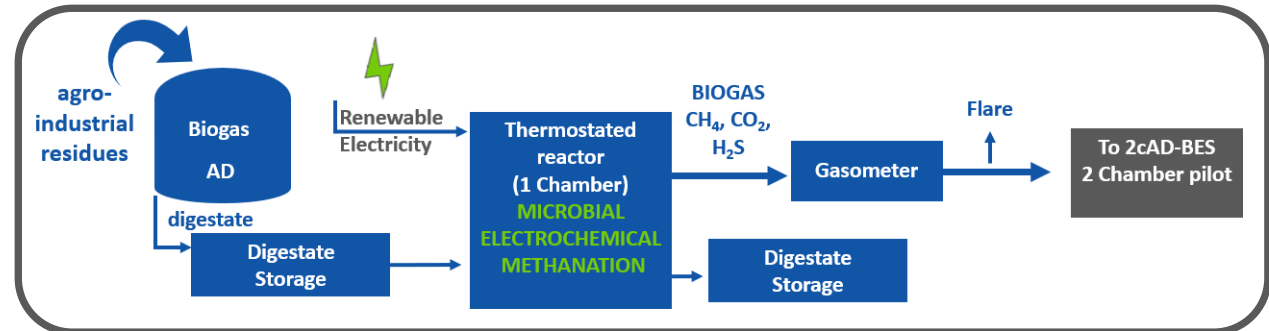 agro-
industrial
residues
Biogas
AD
digestate
Digestate
Storage
Renewable
Electricity
Thermostated
reactor
(1 Chamber)
MICROBIAL
ELECTROCHEMICAL
METHANATION
BIOGAS
CH₄, CO₂,
H₂S
Gasometer
Digestate
Storage
Flare
To 2cAD-BES
2 Chamber pilot